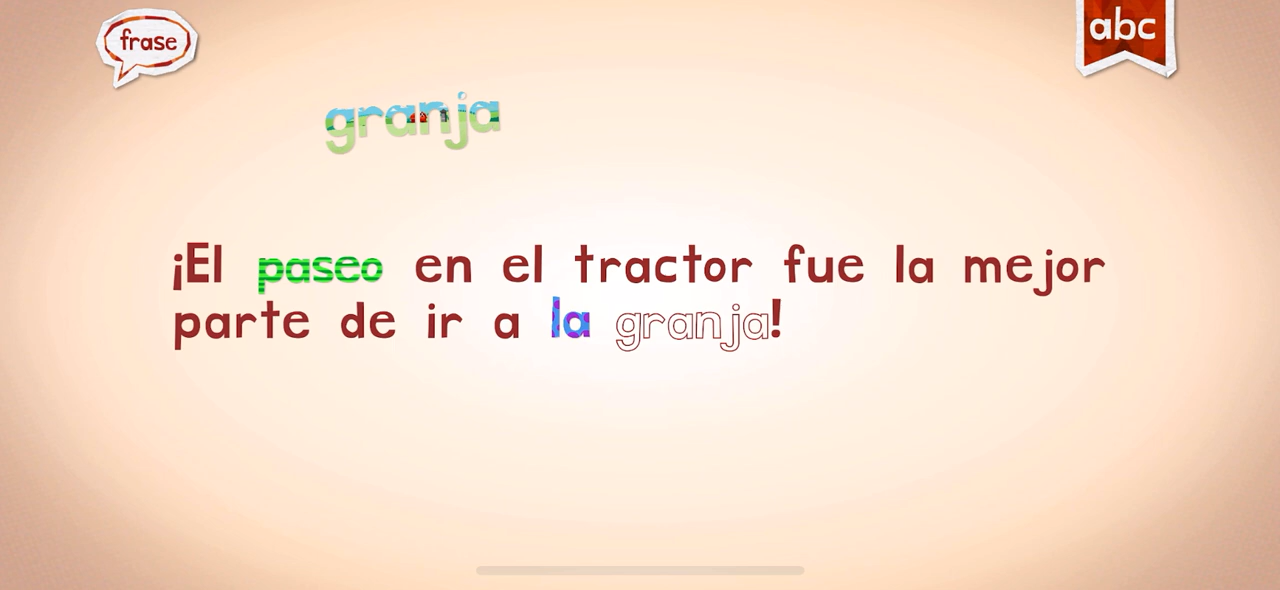 frase
abc
granja
¡El paseo en el tractor fue la mejor
parte de ir a la granja!